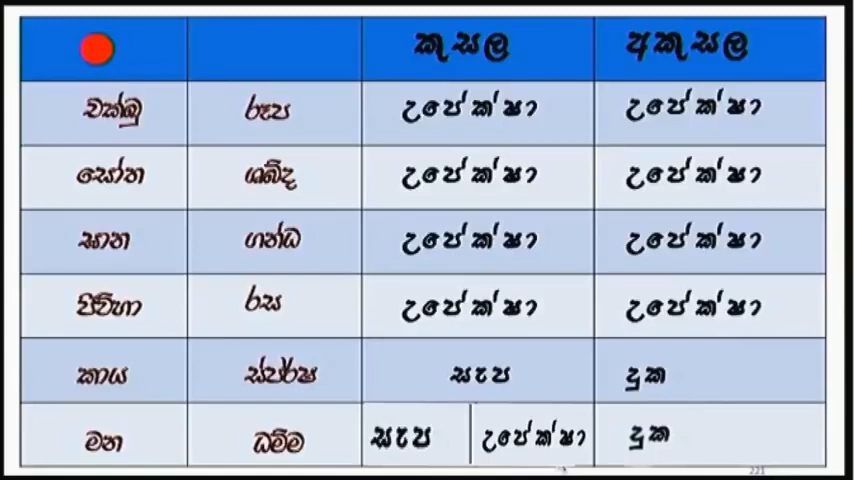 කුසල අකුසල
චක්ඛු රූප උපේක්ෂා උපේක්ෂා
සෝත ශබ්ද උපේක්ෂා උපේක්ෂා
ඝාන ගන්ධ උපේක්ෂා උපේක්ෂා
ජිව්හා රස උපේක්ෂා උපේක්ෂා
කාය ස්පර්ෂ සැප දුක
මන ධම්ම සැප උපේක්ෂා දුක
221